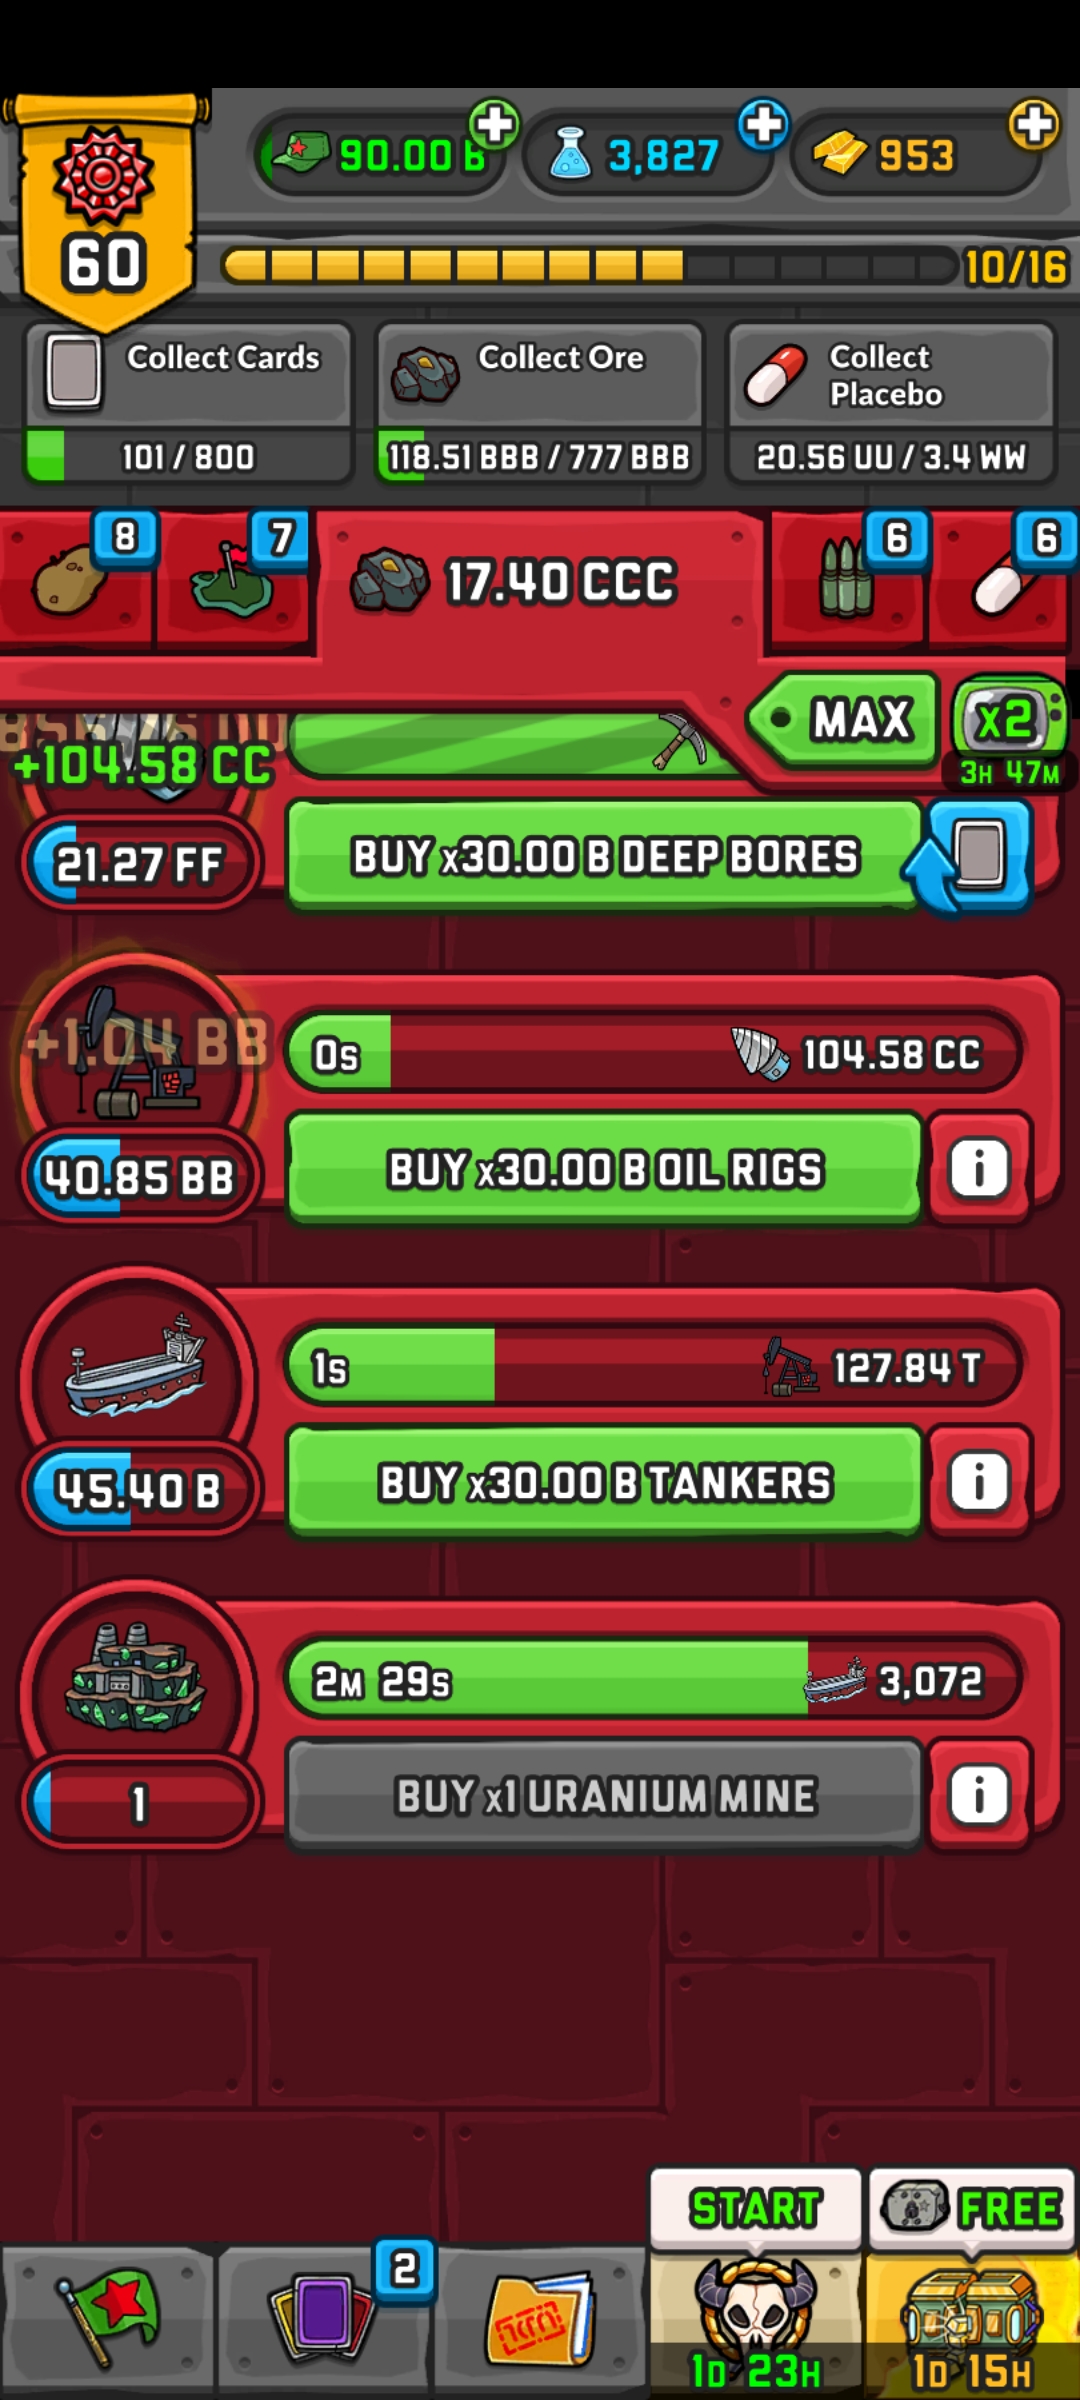 60
90.00 B
3,827
953
10/16
Collect Cards
101 / 800
Collect Ore
118.51 BBB / 777 BBB
Collect
Placebo
20.56 UU / 3.4 WW
8
7
17.40 CCC
6
6
MAX
x2
3H 47M
+104.58 CC
21.27 FF
BUY x30.00 B DEEP BORES
+1.04 BB
0s
104.58 CC
40.85 BB
BUY x30.00 B OIL RIGS
i
1s
127.84 T
45.40 B
BUY x30.00 B TANKERS
i
2M 29s
3,072
1
BUY x1 URANIUM MINE
i
START
FREE
2
1D 23H
1D 15H